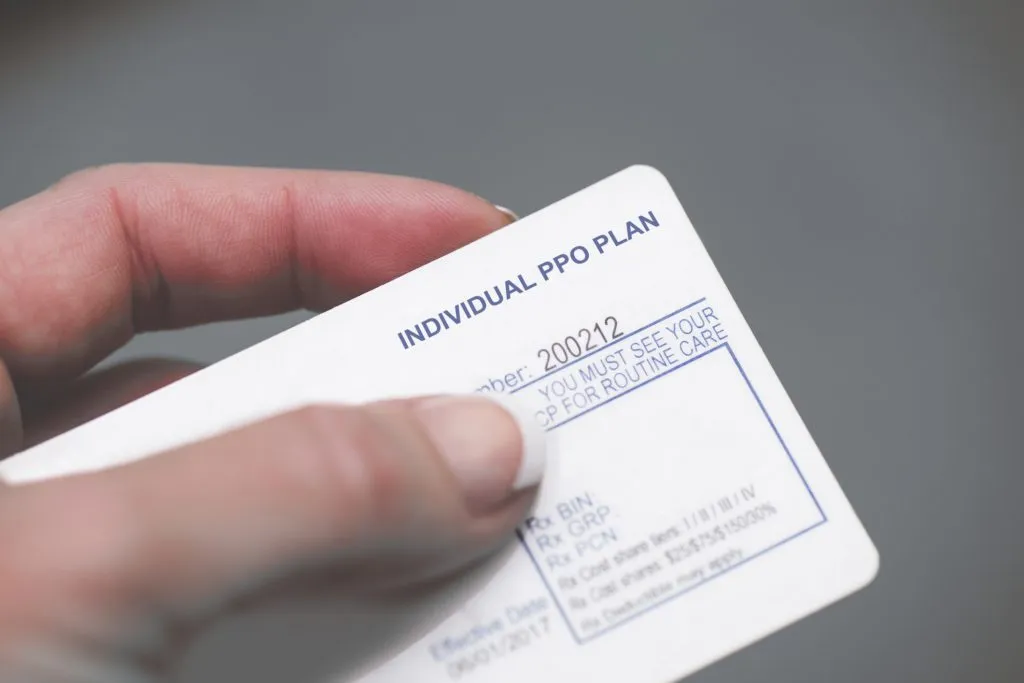 INDIVIDUAL PPO PLAN
mber: 200212
YOU MUST SEE YOUR
CP FOR ROUTINE CARE
Rx BIN:
Rx GRP:
Rx PCN
Rx Cost share tiers: I / II / III / IV
Rx Cost shares: $25/$75/$150/30%
Rx Deductible may apply
Effective Date
06/01/2017